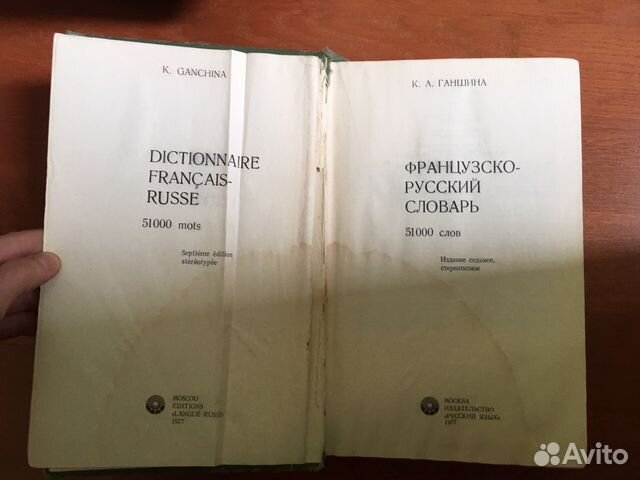 K. GANCHINA
DICTIONNAIRE
FRANÇAIS-
RUSSE
51000 mots
Septième édition
stéréotypée
MOSCOU
EDITIONS
«LANGUE RUSSE»
1977
К. А. ГАНШИНА
ФРАНЦУЗСКО-
РУССКИЙ
СЛОВАРЬ
51000 слов
Издание седьмое,
стереотипное
МОСКВА
ИЗДАТЕЛЬСТВО
«РУССКИЙ ЯЗЫК»
1977
Avito